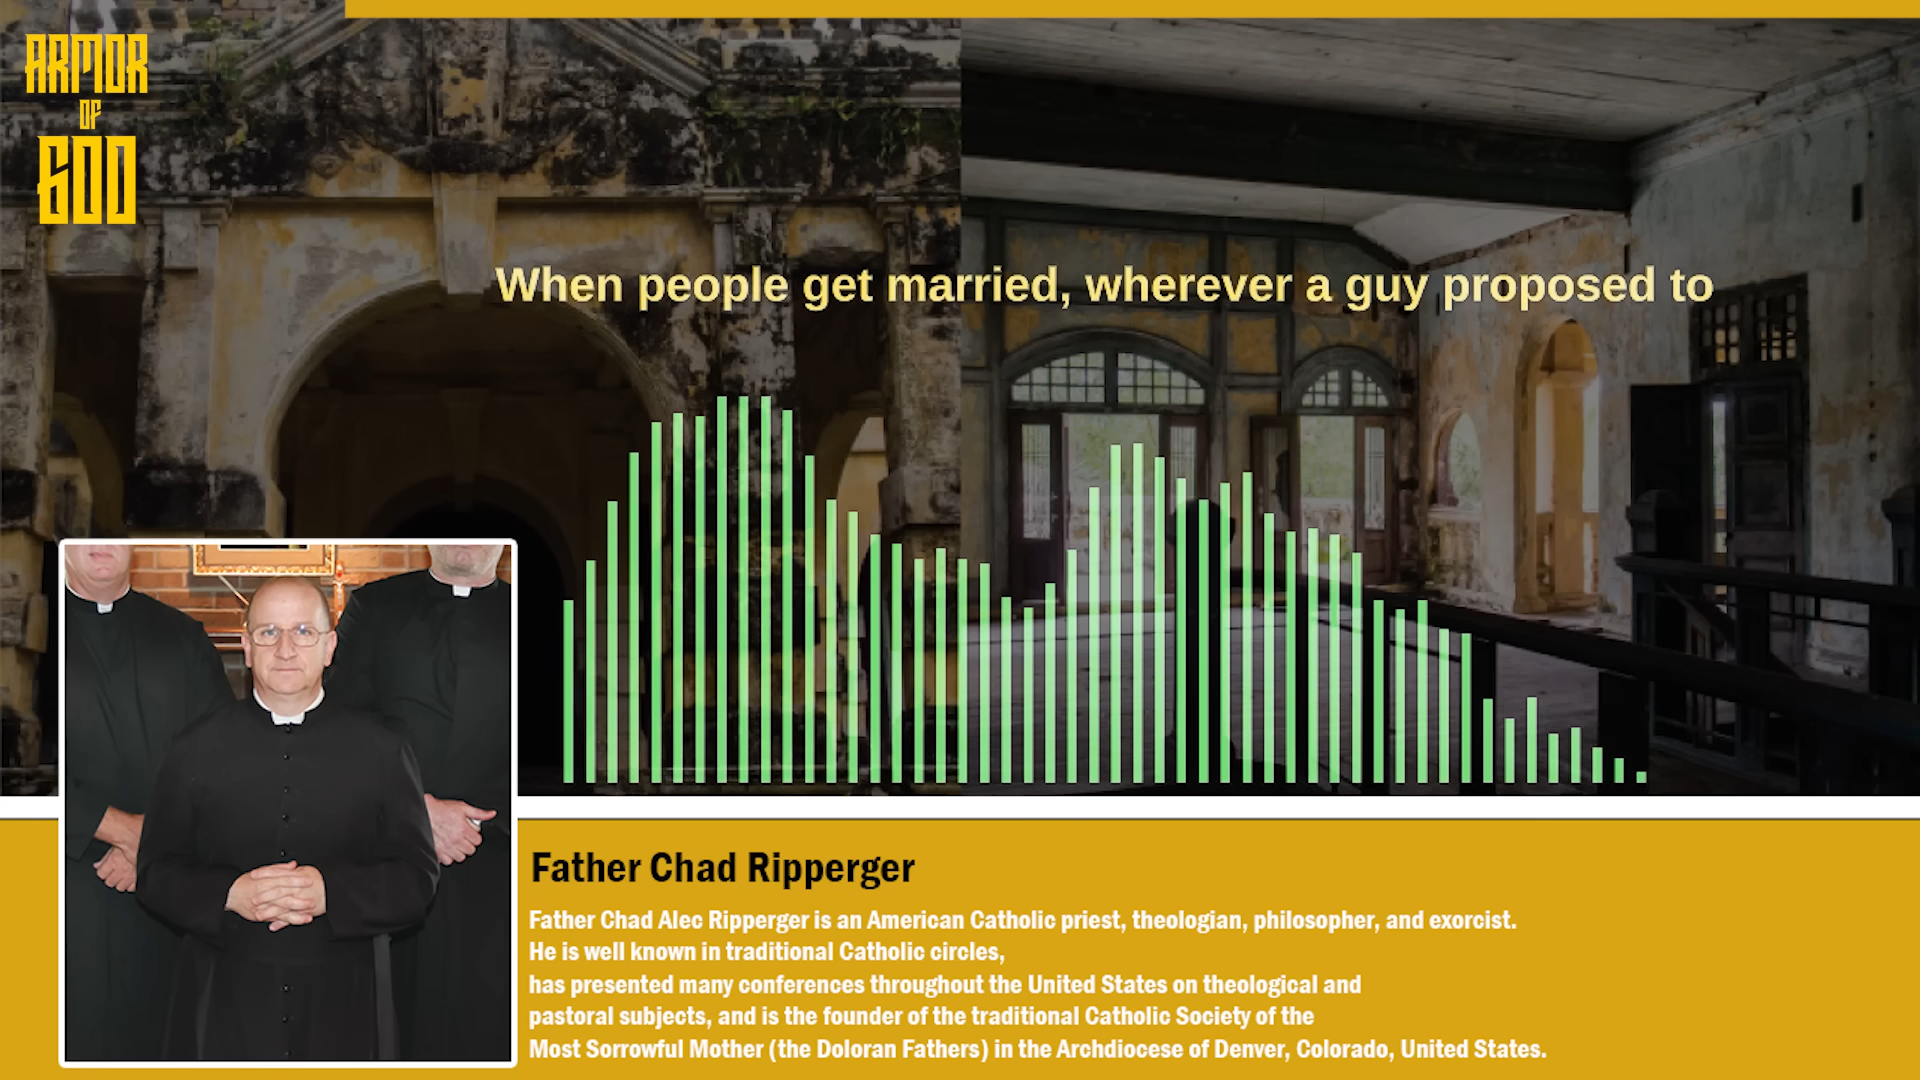 ARMOR
OF
GOD
When people get married, wherever a guy proposed to
Father Chad Ripperger
Father Chad Alec Ripperger is an American Catholic priest, theologian, philosopher, and exorcist.
He is well known in traditional Catholic circles,
has presented many conferences throughout the United States on theological and
pastoral subjects, and is the founder of the traditional Catholic Society of the
Most Sorrowful Mother (the Doloran Fathers) in the Archdiocese of Denver, Colorado, United States.